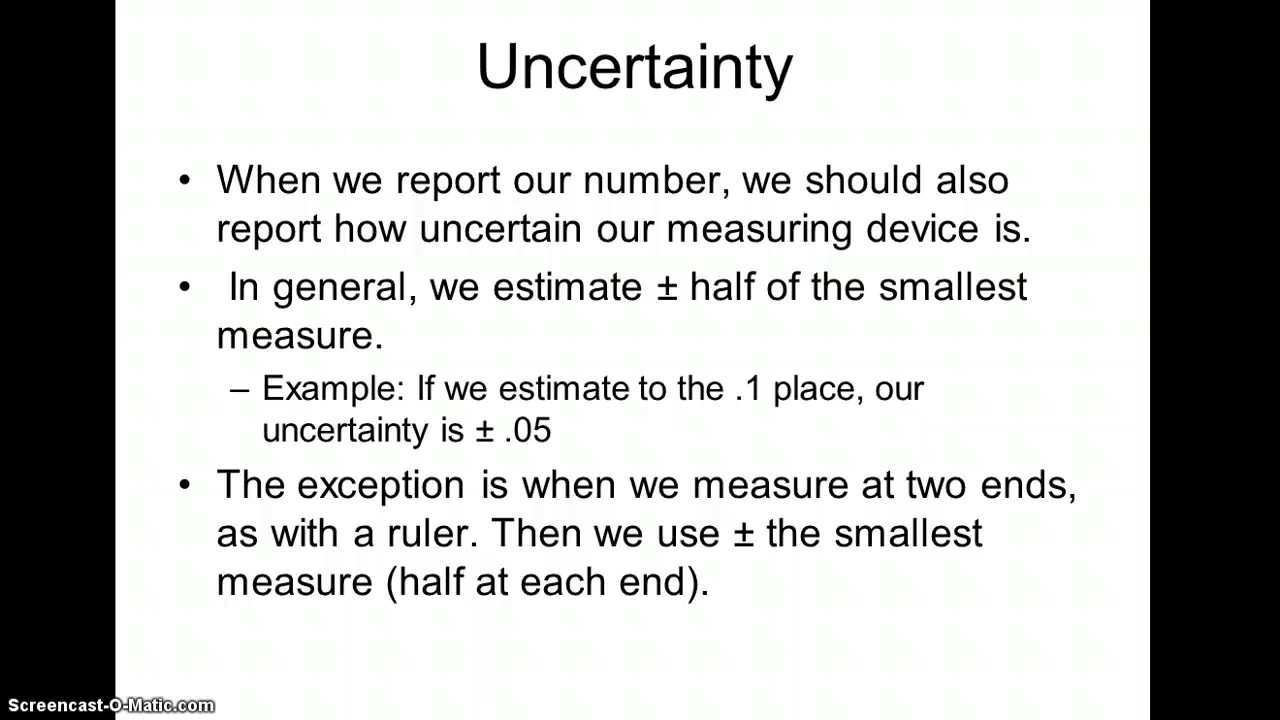 Uncertainty
• When we report our number, we should also
report how uncertain our measuring device is.
• In general, we estimate ± half of the smallest
measure.
– Example: If we estimate to the .1 place, our
uncertainty is ± .05
• The exception is when we measure at two ends,
as with a ruler. Then we use ± the smallest
measure (half at each end).
Screencast-O-Matic.com